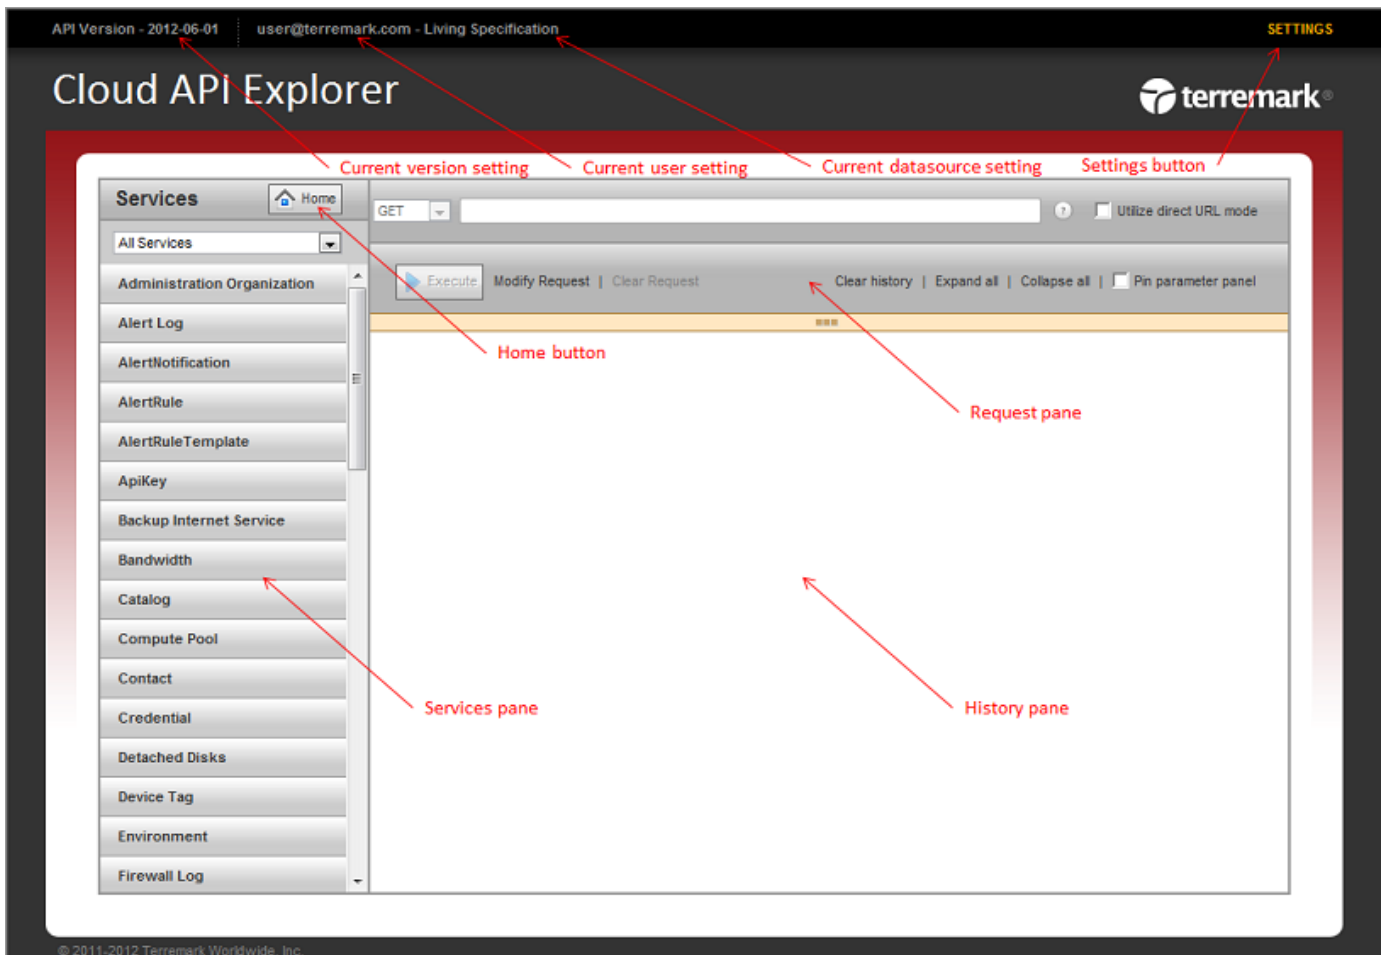 API Version - 2012-06-01 user@terremark.com - Living Specification SETTINGS
Cloud API Explorer
terremark®
Current version setting Current user setting Current datasource setting Settings button
Services Home
GET ? Utilize direct URL mode
All Services
Execute Modify Request | Clear Request Clear history | Expand all | Collapse all | Pin parameter panel
Administration Organization
Alert Log
AlertNotification
Home button
AlertRule
Request pane
AlertRuleTemplate
ApiKey
Backup Internet Service
Bandwidth
Catalog
Compute Pool
Contact
Services pane
History pane
Credential
Detached Disks
Device Tag
Environment
Firewall Log
© 2011-2012 Terremark Worldwide, Inc.